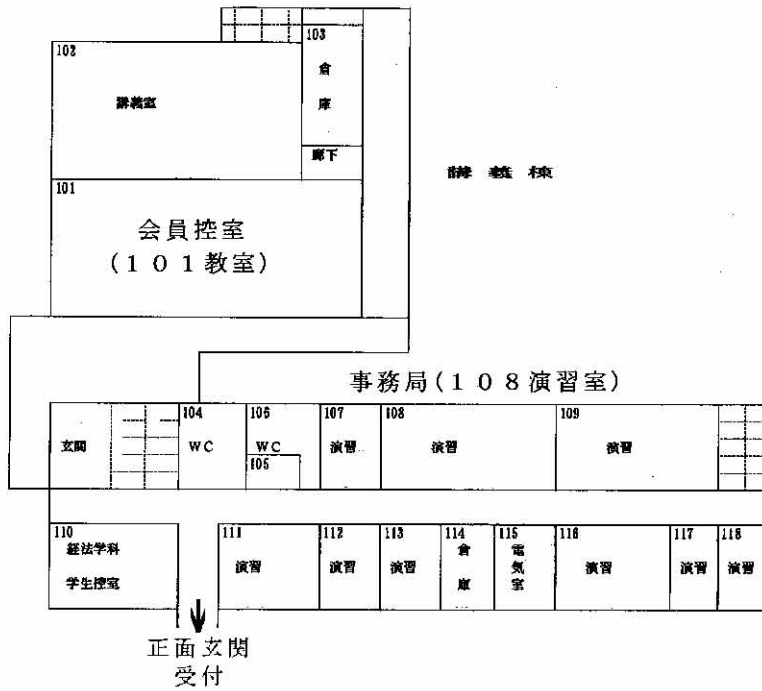 103
102
倉
庫
講義室
廊下
講義棟
101
会員控室
(101教室)
事務局(108演習室)
104
106
107
108
109
玄関
WC
WC
演習
演習
演習
105
110
111
112
113
114
115
116
117
118
経法学科
学生控室
演習
演習
演習
倉
庫
電
気
室
演習
演習
演習
正面玄関
受付